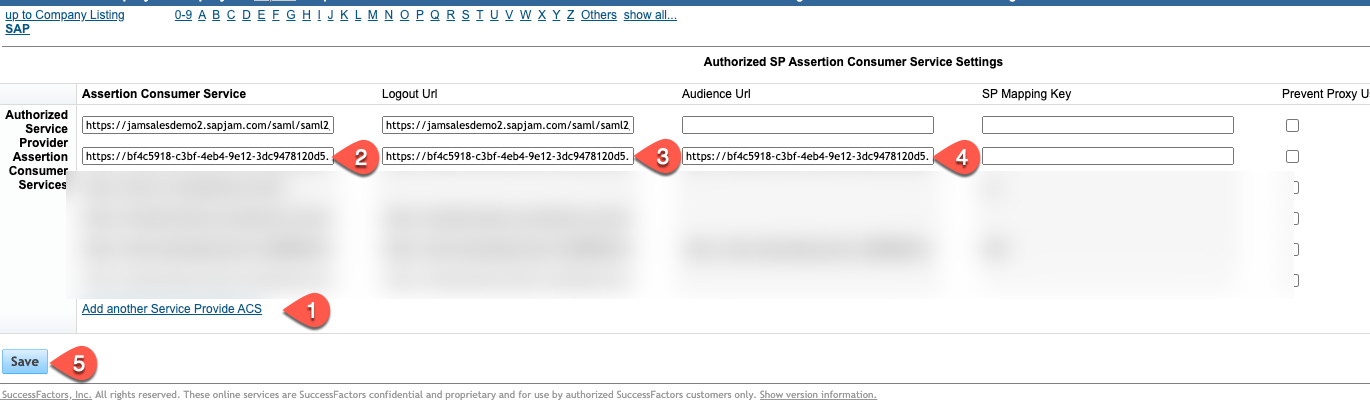 up to Company Listing 0-9 A B C D E F G H I J K L M N O P Q R S T U V W X Y Z Others show all...
SAP
Authorized SP Assertion Consumer Service Settings
Assertion Consumer Service Logout Url Audience Url SP Mapping Key Prevent Proxy U
Authorized
Service
Provider
Assertion
Consumer
Services
https://jamsalesdemo2.sapjam.com/saml/saml2 https://jamsalesdemo2.sapjam.com/saml/saml2
https://bf4c5918-c3bf-4eb4-9e12-3dc9478120d5. 2 https://bf4c5918-c3bf-4eb4-9e12-3dc9478120d5. 3 https://bf4c5918-c3bf-4eb4-9e12-3dc9478120d5. 4
Add another Service Provide ACS 1
Save 5
SuccessFactors, Inc. All rights reserved. These online services are SuccessFactors confidential and proprietary and for use by authorized SuccessFactors customers only. Show version information.